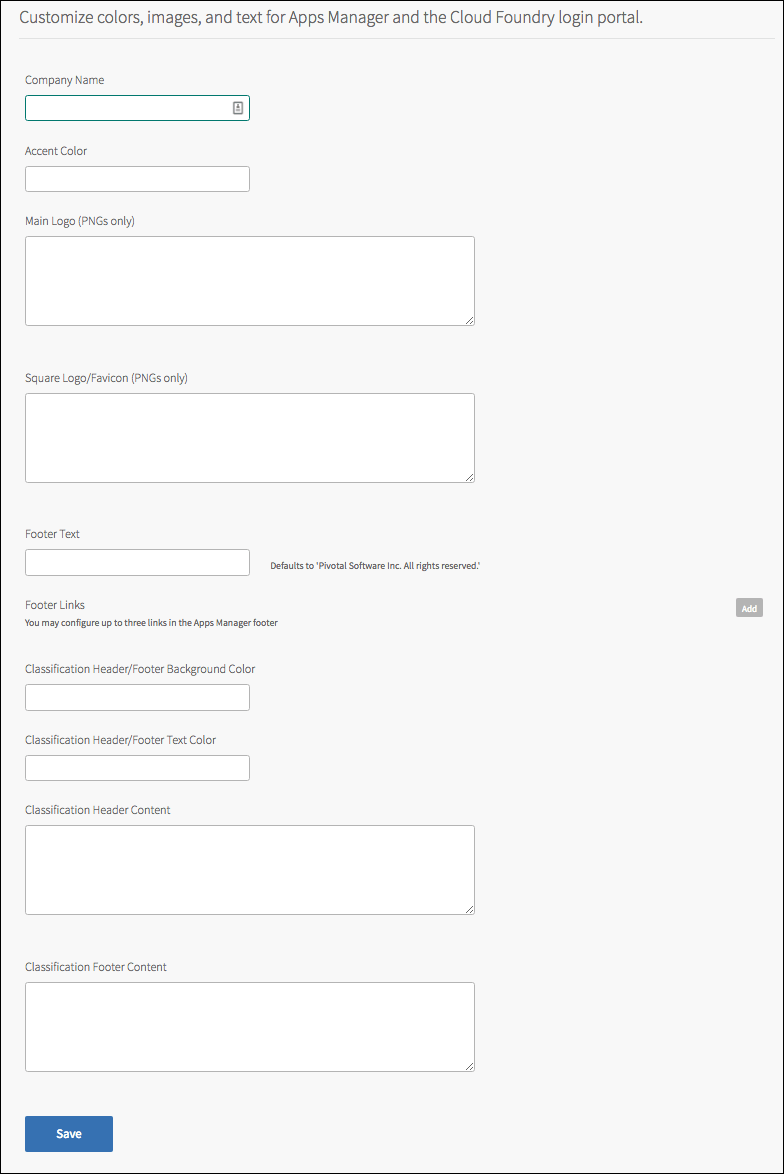 Customize colors, images, and text for Apps Manager and the Cloud Foundry login portal.
Company Name
Accent Color
Main Logo (PNGs only)
Square Logo/Favicon (PNGs only)
Footer Text
Defaults to 'Pivotal Software Inc. All rights reserved.'
Footer Links
Add
You may configure up to three links in the Apps Manager footer
Classification Header/Footer Background Color
Classification Header/Footer Text Color
Classification Header Content
Classification Footer Content
Save